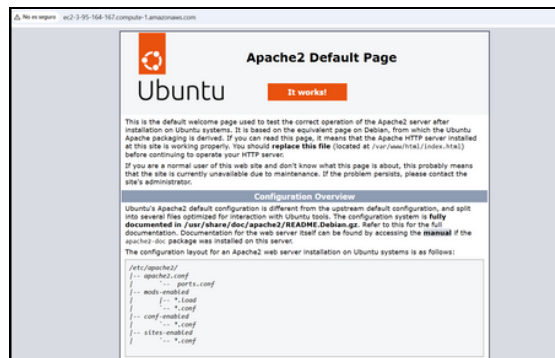 No es seguro ec2-3-95-164-167.compute-1.amazonaws.com
Apache2 Default Page
Ubuntu
It works!
This is the default welcome page used to test the correct operation of the Apache2 server after
installation on Ubuntu systems. It is based on the equivalent page on Debian, from which the Ubuntu
Apache packaging is derived. If you can read this page, it means that the Apache HTTP server installed
at this site is working properly. You should replace this file (located at /var/www/html/index.html)
before continuing to operate your HTTP server.
If you are a normal user of this web site and don't know what this page is about, this probably means
that the site is currently unavailable due to maintenance. If the problem persists, please contact the
site's administrator.
Configuration Overview
Ubuntu's Apache2 default configuration is different from the upstream default configuration, and split
into several files optimized for interaction with Ubuntu tools. The configuration system is fully
documented in /usr/share/doc/apache2/README.Debian.gz. Refer to this for the full
documentation. Documentation for the web server itself can be found by accessing the manual if the
apache2-doc package was installed on this server.
The configuration layout for an Apache2 web server installation on Ubuntu systems is as follows:
/etc/apache2/
|-- apache2.conf
|       `--  ports.conf
|-- mods-enabled
|       |-- *.load
|       `-- *.conf
|-- conf-enabled
|       `-- *.conf
|-- sites-enabled
|       `-- *.conf